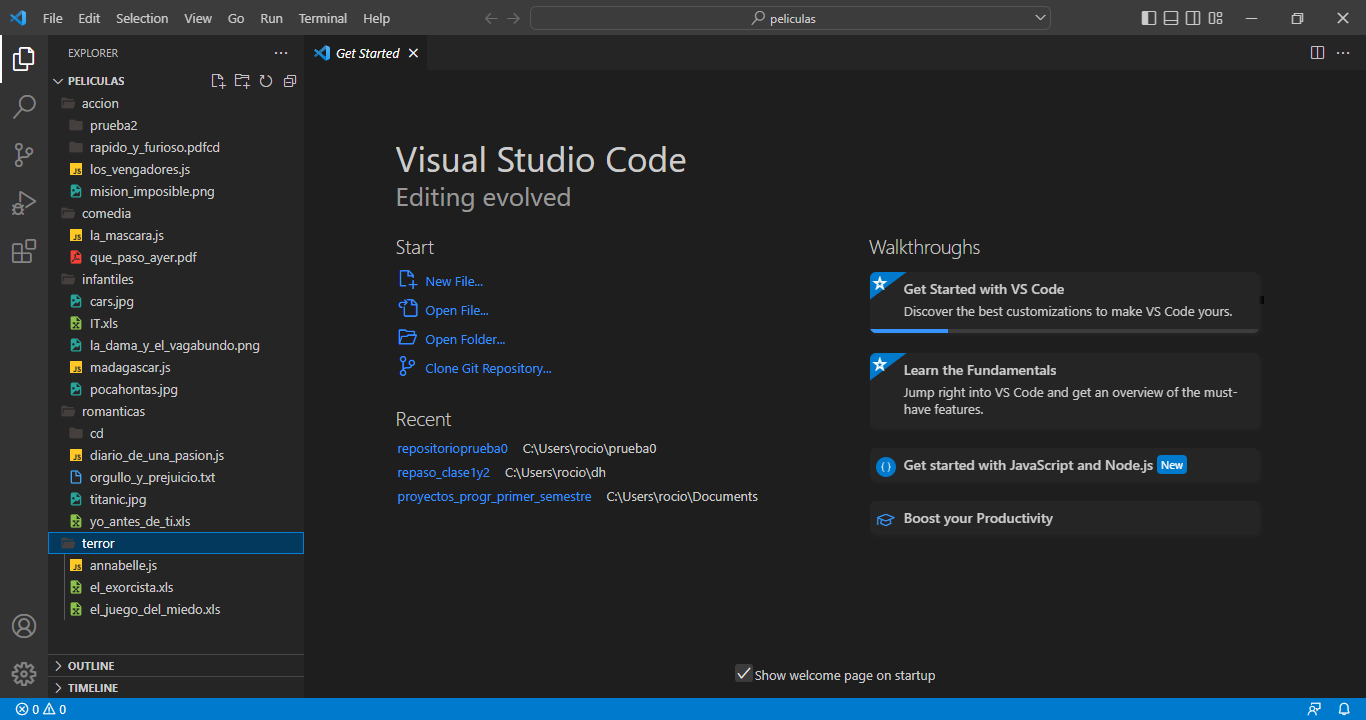 File Edit Selection View Go Run Terminal Help
peliculas
EXPLORER
PELICULAS
accion
prueba2
rapido_y_furioso.pdfcd
los_vengadores.js
mision_imposible.png
comedia
la_mascara.js
que_paso_ayer.pdf
infantiles
cars.jpg
IT.xls
la_dama_y_el_vagabundo.png
madagascar.js
pocahontas.jpg
romanticas
cd
diario_de_una_pasion.js
orgullo_y_prejuicio.txt
titanic.jpg
yo_antes_de_ti.xls
terror
annabelle.js
el_exorcista.xls
el_juego_del_miedo.xls
OUTLINE
TIMELINE
Get Started
Visual Studio Code
Editing evolved
Start
New File...
Open File...
Open Folder...
Clone Git Repository...
Recent
repositorioprueba0 C:\Users\rocio\prueba0
repaso_clase1y2 C:\Users\rocio\dh
proyectos_progr_primer_semestre C:\Users\rocio\Documents
Walkthroughs
Get Started with VS Code
Discover the best customizations to make VS Code yours.
Learn the Fundamentals
Jump right into VS Code and get an overview of the must-
have features.
Get started with JavaScript and Node.js New
Boost your Productivity
Show welcome page on startup
0 0